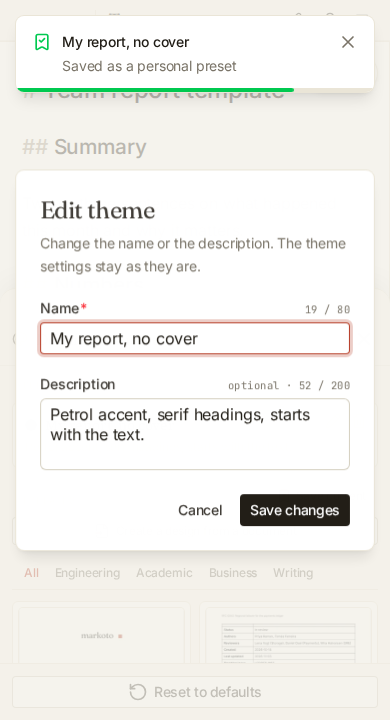 My report, no cover
Saved as a personal preset
# Team report template
## Summary
Edit theme
Change the name or the description. The theme
settings stay as they are.
Name*
19 / 80
My report, no cover
Description
optional · 52 / 200
Petrol accent, serif headings, starts
with the text.
Cancel
Save changes
All
Engineering
Academic
Business
Writing
markoto
Reset to defaults